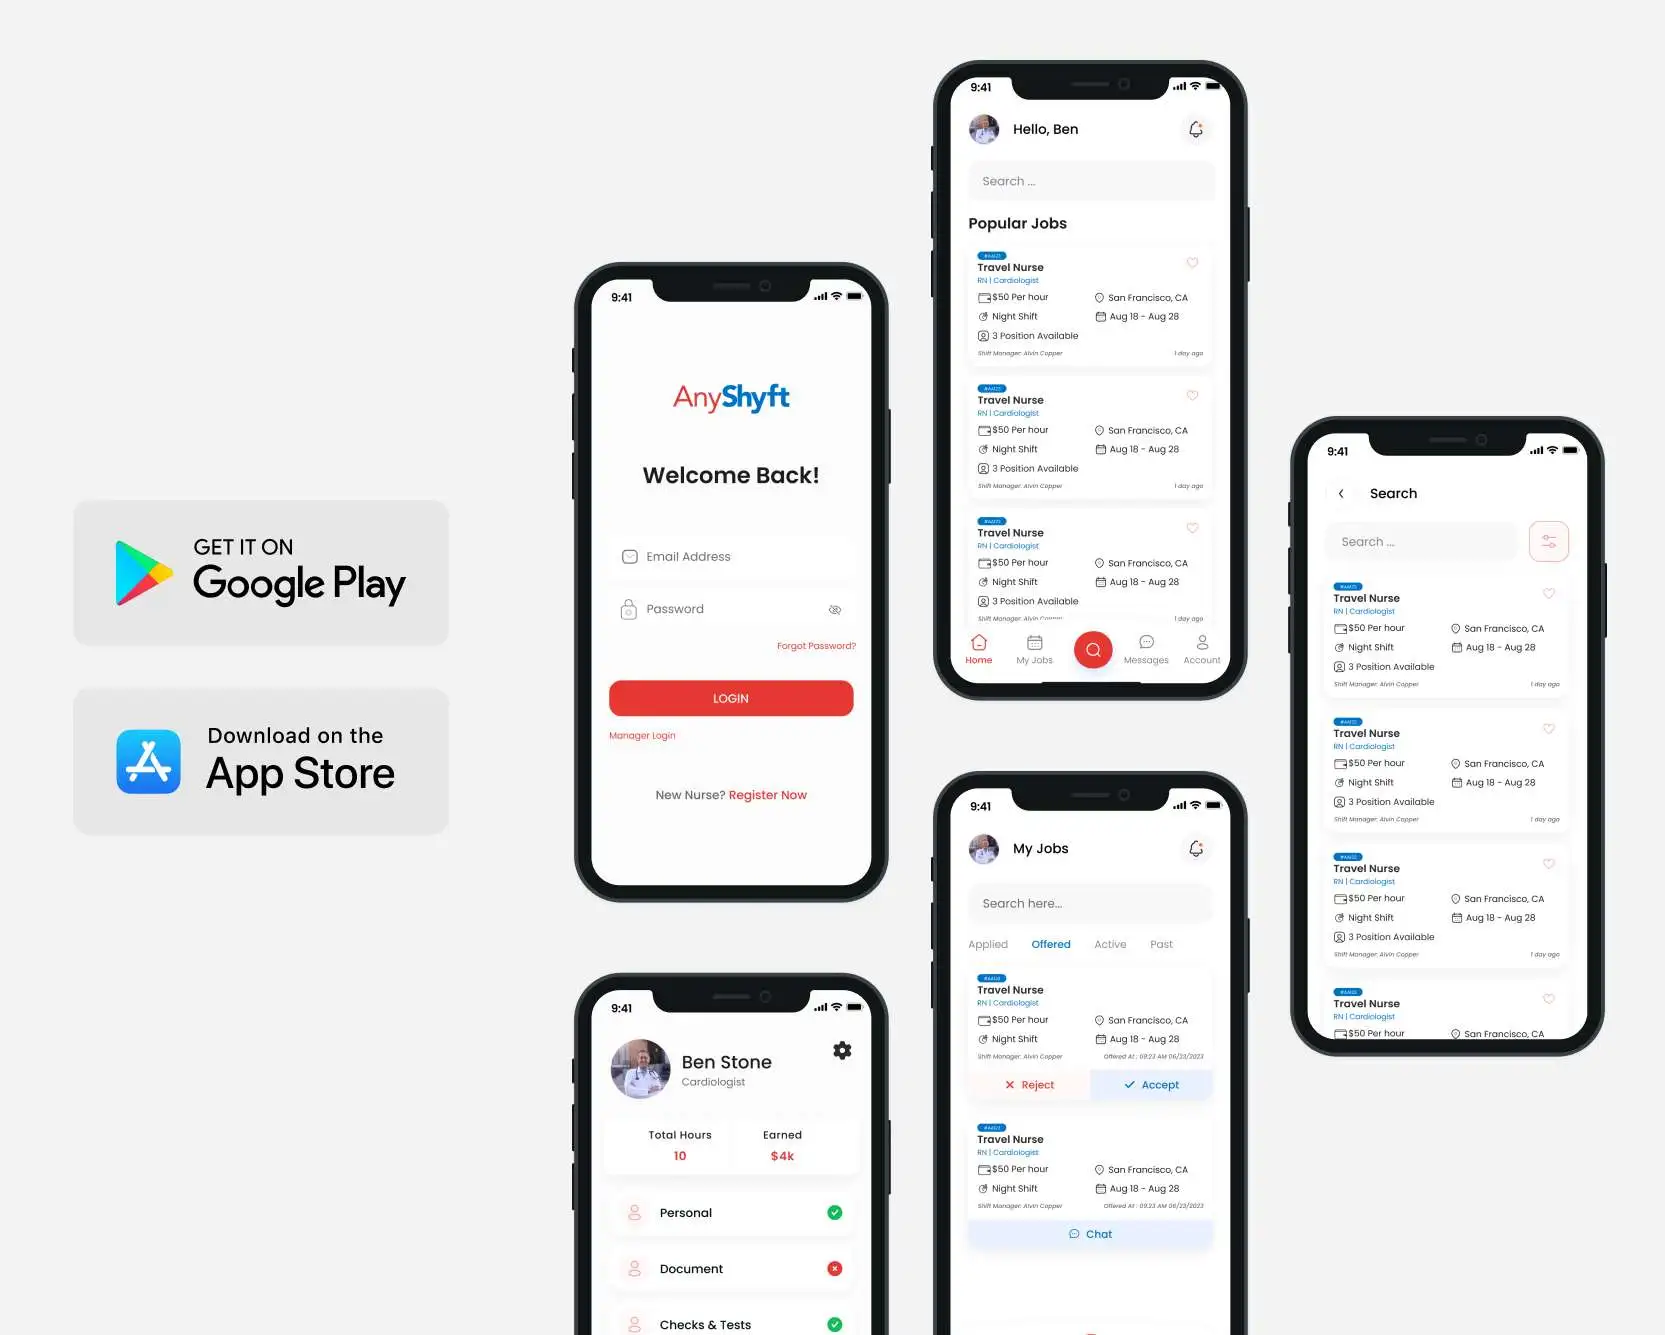 GET IT ON
Google Play
Download on the
App Store
9:41
AnyShyft
Welcome Back!
Email Address
Password
Forgot Password?
LOGIN
Manager Login
New Nurse? Register Now
9:41
Ben Stone
Cardiologist
Total Hours
10
Earned
$4k
Personal
Document
Checks & Tests
9:41
Hello, Ben
Search ...
Popular Jobs
Travel Nurse
RN | Cardiologist
$50 Per hour
San Francisco, CA
Night Shift
Aug 18 - Aug 28
3 Position Available
Shift Manager: Alvin Copper
1 day ago
Travel Nurse
RN | Cardiologist
$50 Per hour
San Francisco, CA
Night Shift
Aug 18 - Aug 28
3 Position Available
Shift Manager: Alvin Copper
1 day ago
Travel Nurse
RN | Cardiologist
$50 Per hour
San Francisco, CA
Night Shift
Aug 18 - Aug 28
3 Position Available
Shift Manager: Alvin Copper
1 day ago
Home
My Jobs
Messages
Account
9:41
My Jobs
Search here...
Applied
Offered
Active
Past
Travel Nurse
RN | Cardiologist
$50 Per hour
San Francisco, CA
Night Shift
Aug 18 - Aug 28
Shift Manager: Alvin Copper
Offered At : 09:23 AM 06/23/2023
Reject
Accept
Travel Nurse
RN | Cardiologist
$50 Per hour
San Francisco, CA
Night Shift
Aug 18 - Aug 28
Shift Manager: Alvin Copper
Offered At : 09:23 AM 06/23/2023
Chat
9:41
Search
Search ...
Travel Nurse
RN | Cardiologist
$50 Per hour
San Francisco, CA
Night Shift
Aug 18 - Aug 28
3 Position Available
Shift Manager: Alvin Copper
1 day ago
Travel Nurse
RN | Cardiologist
$50 Per hour
San Francisco, CA
Night Shift
Aug 18 - Aug 28
3 Position Available
Shift Manager: Alvin Copper
1 day ago
Travel Nurse
RN | Cardiologist
$50 Per hour
San Francisco, CA
Night Shift
Aug 18 - Aug 28
3 Position Available
Shift Manager: Alvin Copper
1 day ago
Travel Nurse
RN | Cardiologist
$50 Per hour
San Francisco, CA